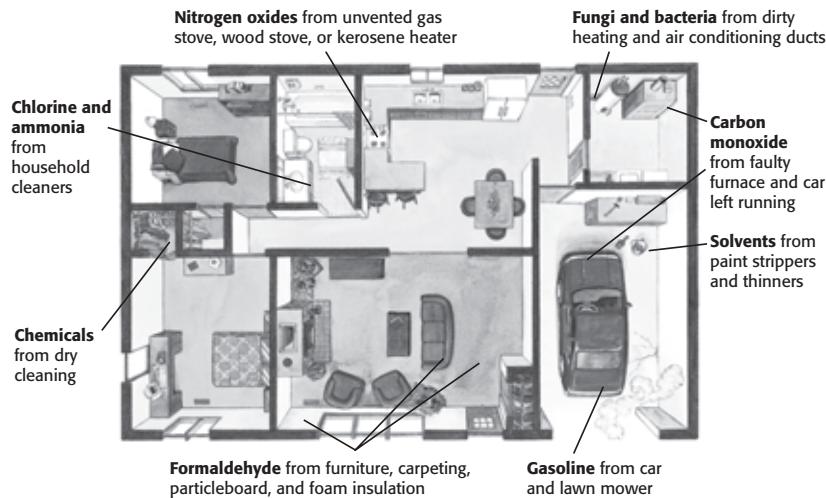 Nitrogen oxides from unvented gas
stove, wood stove, or kerosene heater
Fungi and bacteria from dirty
heating and air conditioning ducts
Chlorine and
ammonia
from
household
cleaners
Carbon
monoxide
from faulty
furnace and car
left running
Solvents from
paint strippers
and thinners
Chemicals
from dry
cleaning
Formaldehyde from furniture, carpeting,
particleboard, and foam insulation
Gasoline from car
and lawn mower